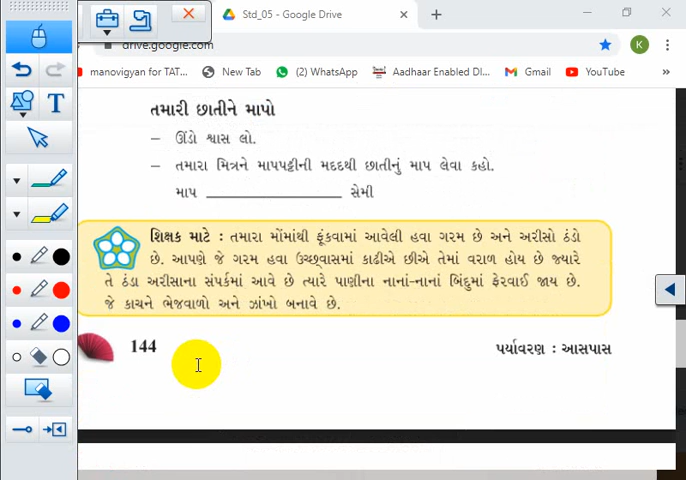 Std_05 - Google Drive
drive.google.com
K
manovigyan for TAT...
New Tab
(2) WhatsApp
Aadhaar Enabled DI...
Gmail
YouTube
T
તમારી છાતીને માપો
– ઊંડો શ્વાસ લો.
– તમારા મિત્રને માપપટ્ટીની મદદથી છાતીનું માપ લેવા કહો.
માપ ________________ સેમી
શિક્ષક માટે : તમારા મોંમાંથી ફૂંકવામાં આવેલી હવા ગરમ છે અને અરીસો ઠંડો
છે. આપણે જે ગરમ હવા ઉચ્છ્વાસમાં કાઢીએ છીએ તેમાં વરાળ હોય છે જ્યારે
તે ઠંડા અરીસાના સંપર્કમાં આવે છે ત્યારે પાણીના નાનાં-નાનાં બિંદુમાં ફેરવાઈ જાય છે.
જે કાચને ભેજવાળો અને ઝાંખો બનાવે છે.
144
પર્યાવરણ : આસપાસ